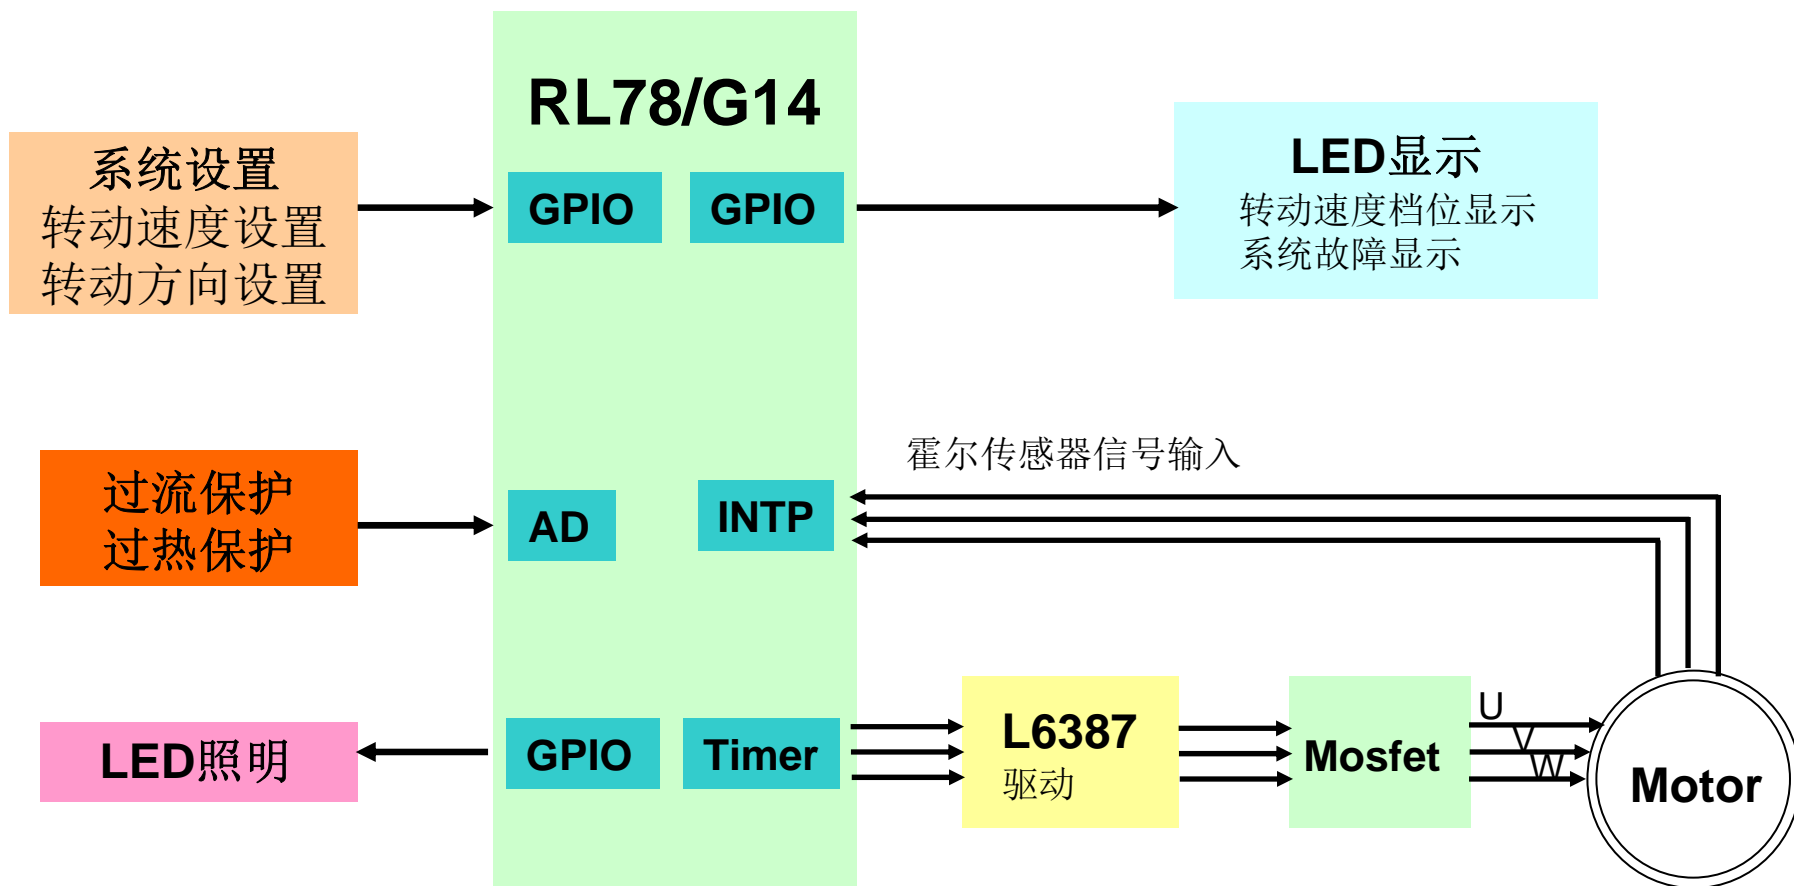 RL78/G14
系统设置
转动速度设置
转动方向设置
GPIO
GPIO
LED显示
转动速度档位显示
系统故障显示
过流保护
过热保护
AD
INTP
霍尔传感器信号输入
LED照明
GPIO
Timer
L6387
驱动
Mosfet
U
V
W
Motor